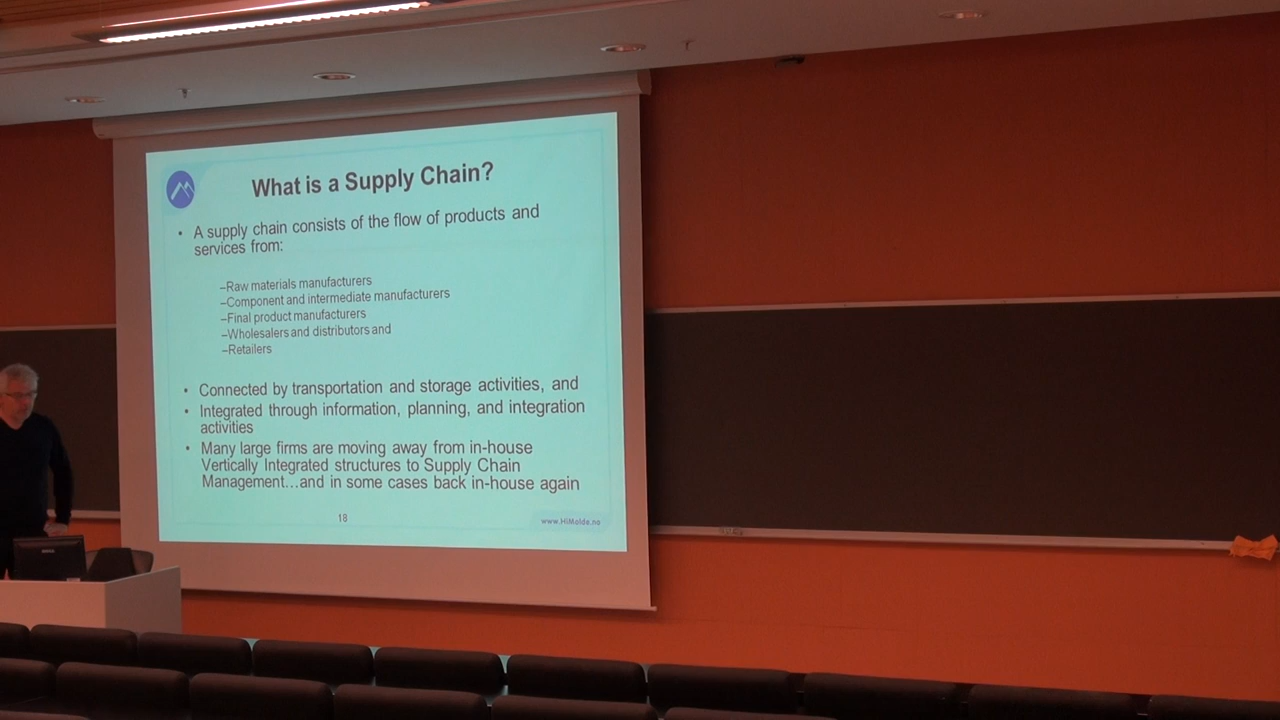 What is a Supply Chain?
• A supply chain consists of the flow of products and
services from:
–Raw materials manufacturers
–Component and intermediate manufacturers
–Final product manufacturers
–Wholesalers and distributors and
–Retailers
• Connected by transportation and storage activities, and
• Integrated through information, planning, and integration
activities
• Many large firms are moving away from in-house
Vertically Integrated structures to Supply Chain
Management...and in some cases back in-house again
18
www.HiMolde.no